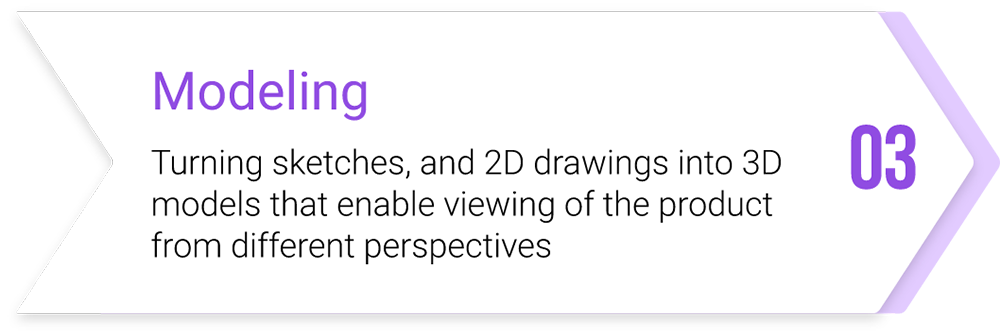 Modeling
Turning sketches, and 2D drawings into 3D
models that enable viewing of the product
from different perspectives
03